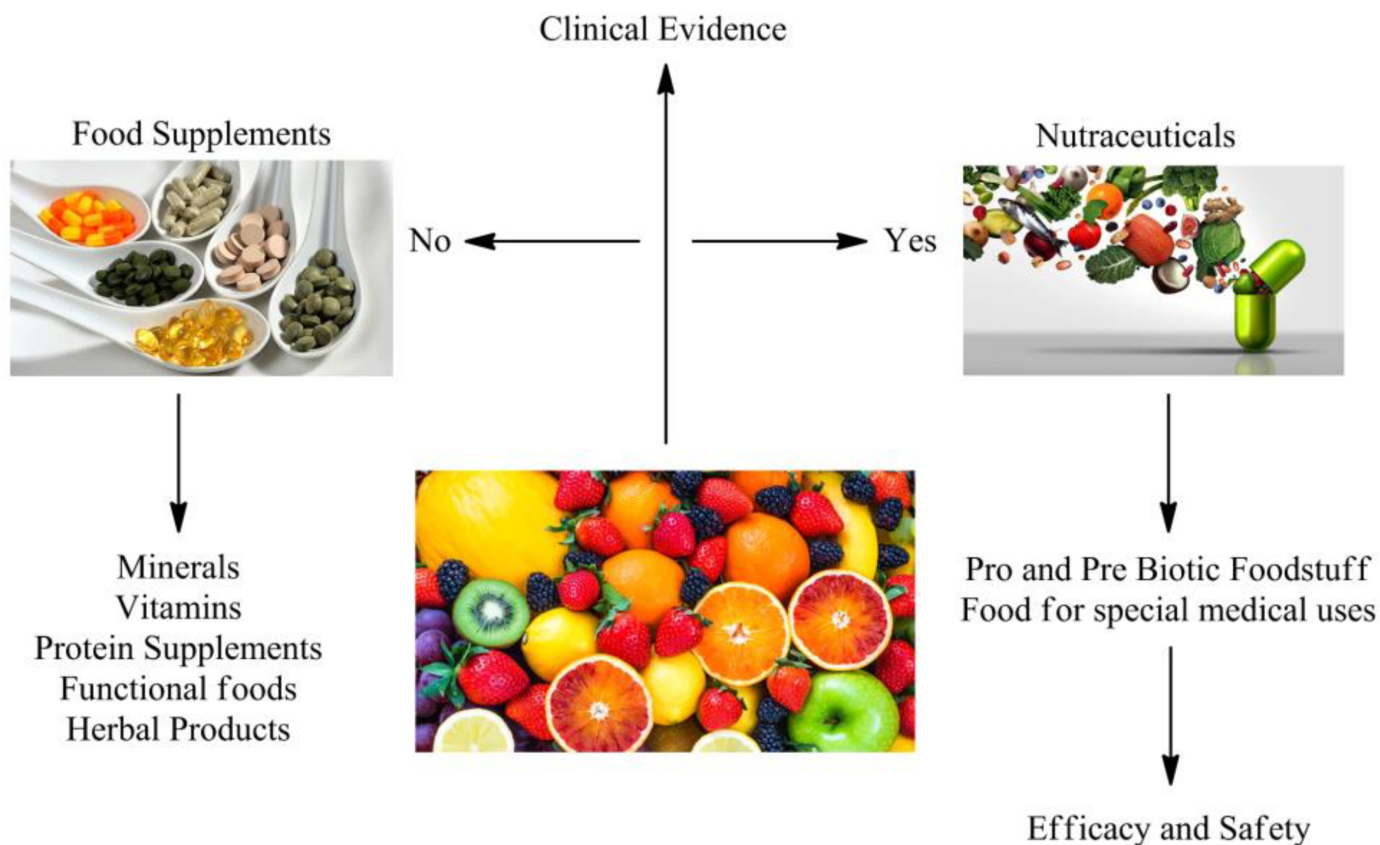 Clinical Evidence
Food Supplements
Nutraceuticals
No
Yes
Minerals
Vitamins
Protein Supplements
Functional foods
Herbal Products
Pro and Pre Biotic Foodstuff
Food for special medical uses
Efficacy and Safety